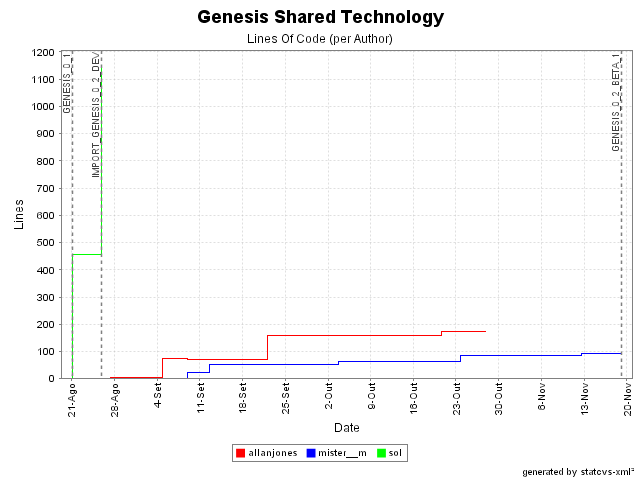 Genesis Shared Technology
Lines Of Code (per Author)
1200
1100
1000
900
800
700
600
500
400
300
200
100
0
Lines
GENESIS_0_1
IMPORT_GENESIS_0_2_DEV
GENESIS_0_2_BETA_1
21-Ago
28-Ago
4-Set
11-Set
18-Set
25-Set
2-Out
9-Out
16-Out
23-Out
30-Out
6-Nov
13-Nov
20-Nov
Date
allanjones mister__m sol
generated by statcvs-xml²